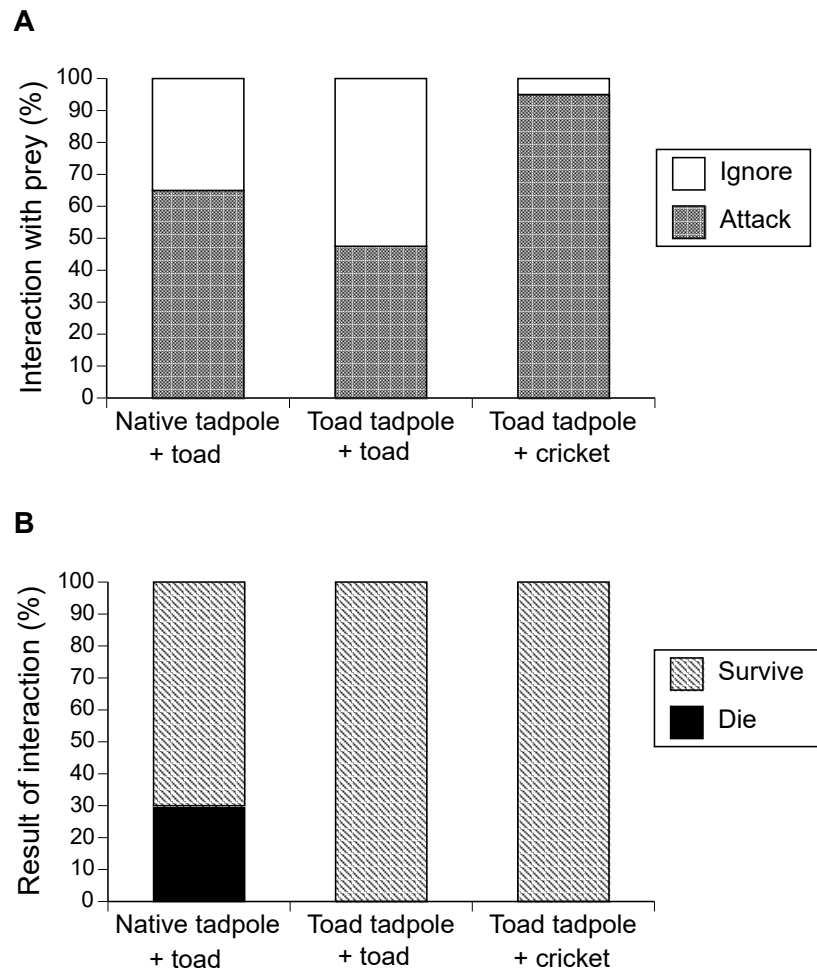 A
Interaction with prey (%)
100
90
80
70
60
50
40
30
20
10
0
Native tadpole
+ toad
Toad tadpole
+ toad
Toad tadpole
+ cricket
Ignore
Attack
B
Result of interaction (%)
100
90
80
70
60
50
40
30
20
10
0
Native tadpole
+ toad
Toad tadpole
+ toad
Toad tadpole
+ cricket
Survive
Die